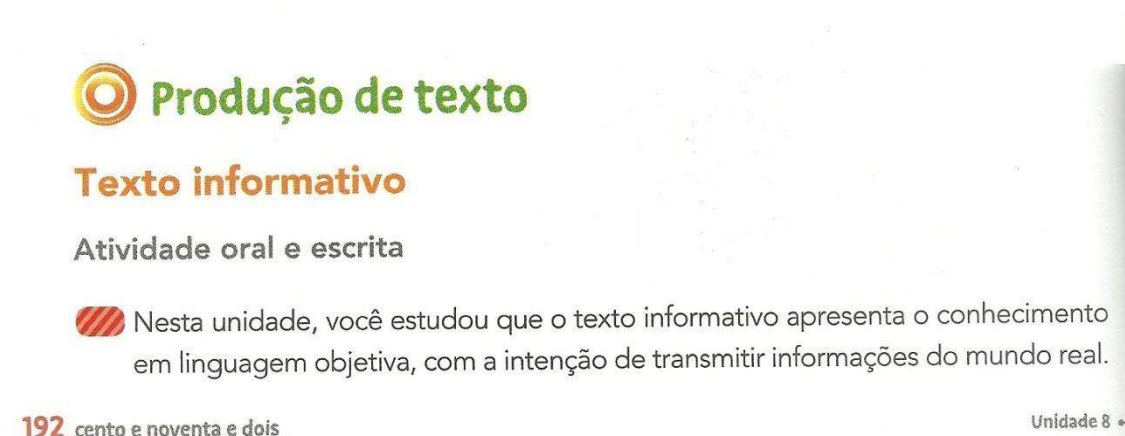 Produção de texto
Texto informativo
Atividade oral e escrita
Nesta unidade, você estudou que o texto informativo apresenta o conhecimento
em linguagem objetiva, com a intenção de transmitir informações do mundo real.
192 cento e noventa e dois
Unidade 8 •